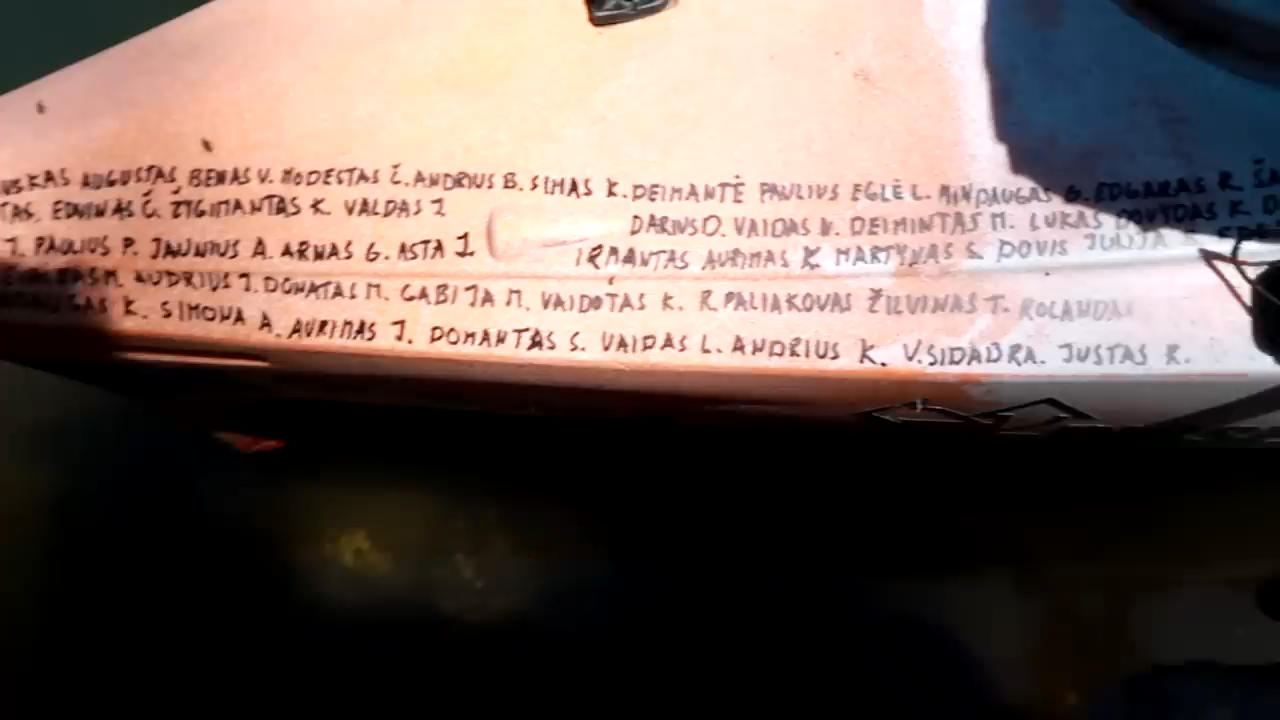 AUGUSTAS, BENAS V. MODESTAS Č. ANDRIUS B. SIMAS K. DEIMANTĖ PAULIUS EGLĖ L. MINDAUGAS G. EDGARAS R.
EDVINAS Č. ŽYGIMANTAS K. VALDAS J DARIUS D. VAIDAS V. DEIMINTAS M. LUKAS DOVYDAS K.
J. PAULIUS P. JAUNIUS A. ARNAS G. ASTA J IRMANTAS AURIMAS K MARTYNAS S. DOVIS JULIJA K
AUDRIUS J. DONATAS M. GABIJA M. VAIDOTAS K. R. PALIAKOVAS ŽILVINAS T. ROLANDAS
K. SIMONA A. AURIMAS J. DOMANTAS S. VAIDAS L. ANDRIUS K. V. SIDABRA. JUSTAS R.